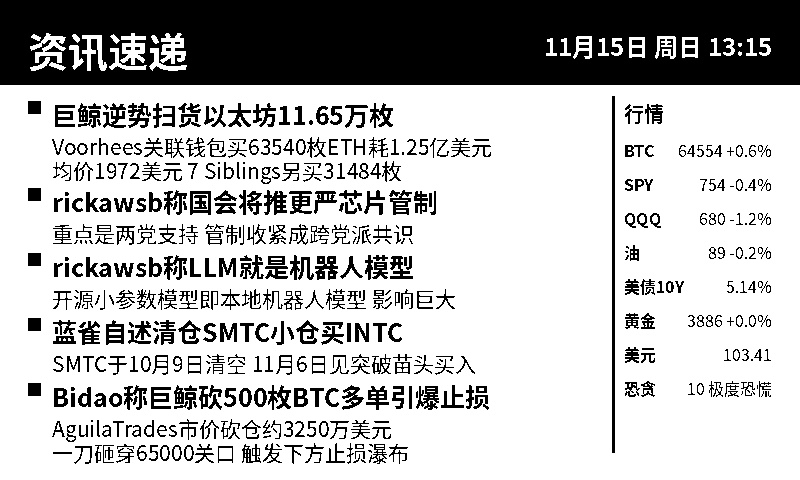 资讯速递
11月15日 周日 13:15
巨鲸逆势扫货以太坊11.65万枚
Voorhees关联钱包买63540枚ETH耗1.25亿美元
均价1972美元 7 Siblings另买31484枚
rickawsb称国会将推更严芯片管制
重点是两党支持 管制收紧成跨党派共识
rickawsb称LLM就是机器人模型
开源小参数模型即本地机器人模型 影响巨大
蓝雀自述清仓SMTC小仓买INTC
SMTC于10月9日清空 11月6日见突破苗头买入
Bidao称巨鲸砍500枚BTC多单引爆止损
AguilaTrades市价砍仓约3250万美元
一刀砸穿65000关口 触发下方止损瀑布
行情
BTC 64554 +0.6%
SPY 754 -0.4%
QQQ 680 -1.2%
油 89 -0.2%
美债10Y 5.14%
黄金 3886 +0.0%
美元 103.41
恐贪 10 极度恐慌